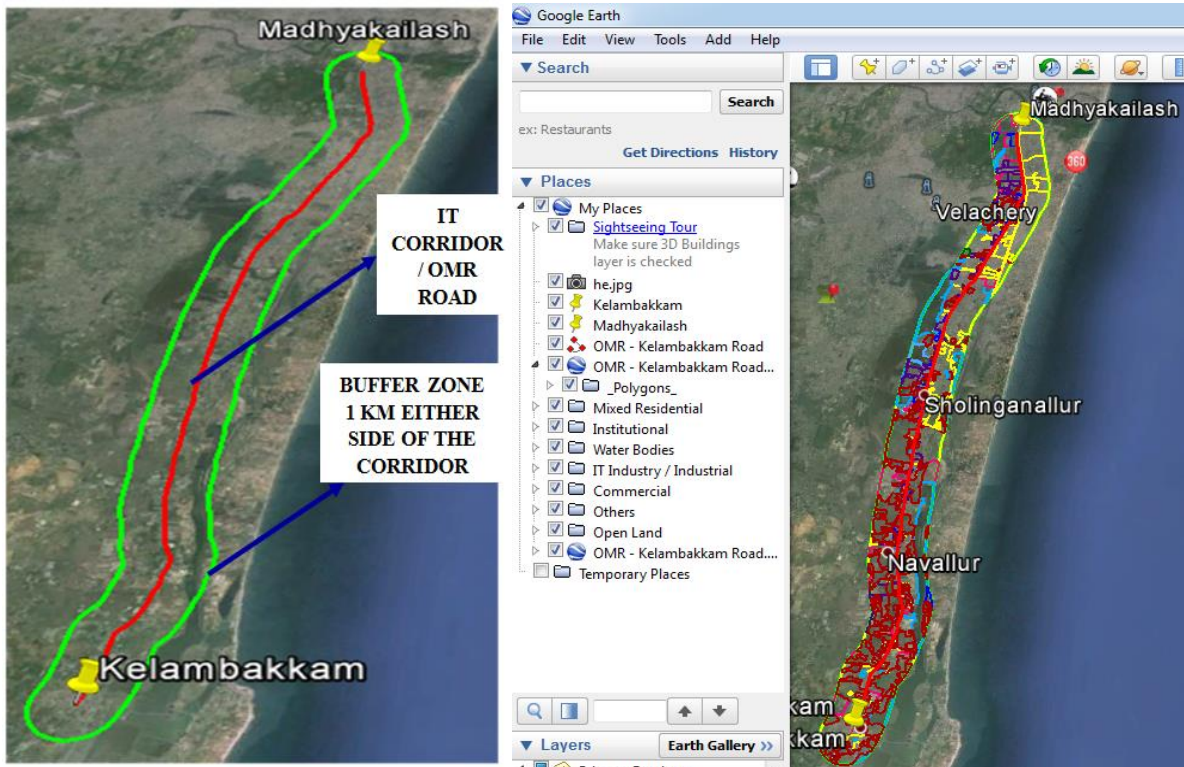 Madhyakailash
IT
CORRIDOR
/ OMR
ROAD
BUFFER ZONE
1 KM EITHER
SIDE OF THE
CORRIDOR
Kelambakkam
Google Earth
File Edit View Tools Add Help
Search
Search
ex: Restaurants
Get Directions History
Places
My Places
Sightseeing Tour
Make sure 3D Buildings
layer is checked
he.jpg
Kelambakkam
Madhyakailash
OMR - Kelambakkam Road
OMR - Kelambakkam Road...
_Polygons_
Mixed Residential
Institutional
Water Bodies
IT Industry / Industrial
Commercial
Others
Open Land
OMR - Kelambakkam Road....
Temporary Places
Layers
Earth Gallery >>
Madhyakailash
360
Velachery
Sholinganallur
Navallur
kam
kkam